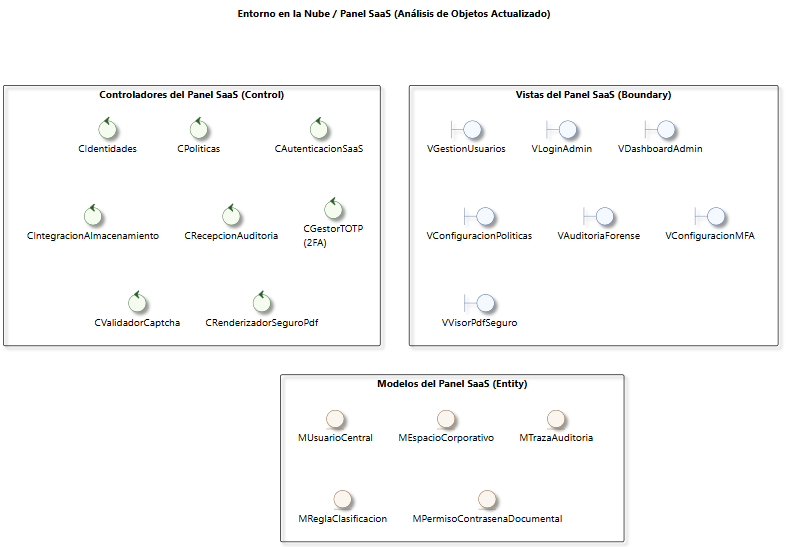 Entorno en la Nube / Panel SaaS (Análisis de Objetos Actualizado)
Controladores del Panel SaaS (Control)
CIdentidades
CPoliticas
CAutenticacionSaaS
CIntegracionAlmacenamiento
CRecepcionAuditoria
CGestorTOTP
(2FA)
CValidadorCaptcha
CRenderizadorSeguroPdf
Vistas del Panel SaaS (Boundary)
VGestionUsuarios
VLoginAdmin
VDashboardAdmin
VConfiguracionPoliticas
VAuditoriaForense
VConfiguracionMFA
VVisorPdfSeguro
Modelos del Panel SaaS (Entity)
MUsuarioCentral
MEspacioCorporativo
MTrazaAuditoria
MReglaClasificacion
MPermisoContrasenaDocumental